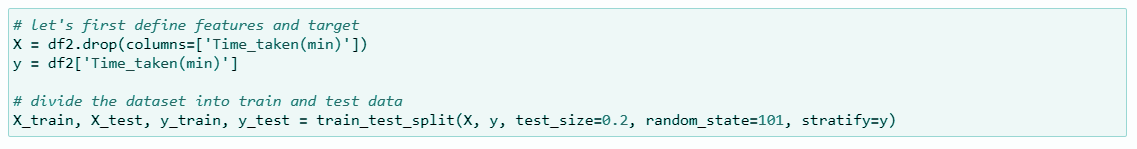 # let's first define features and target
X = df2.drop(columns=['Time_taken(min)'])
y = df2['Time_taken(min)']
# divide the dataset into train and test data
X_train, X_test, y_train, y_test = train_test_split(X, y, test_size=0.2, random_state=101, stratify=y)